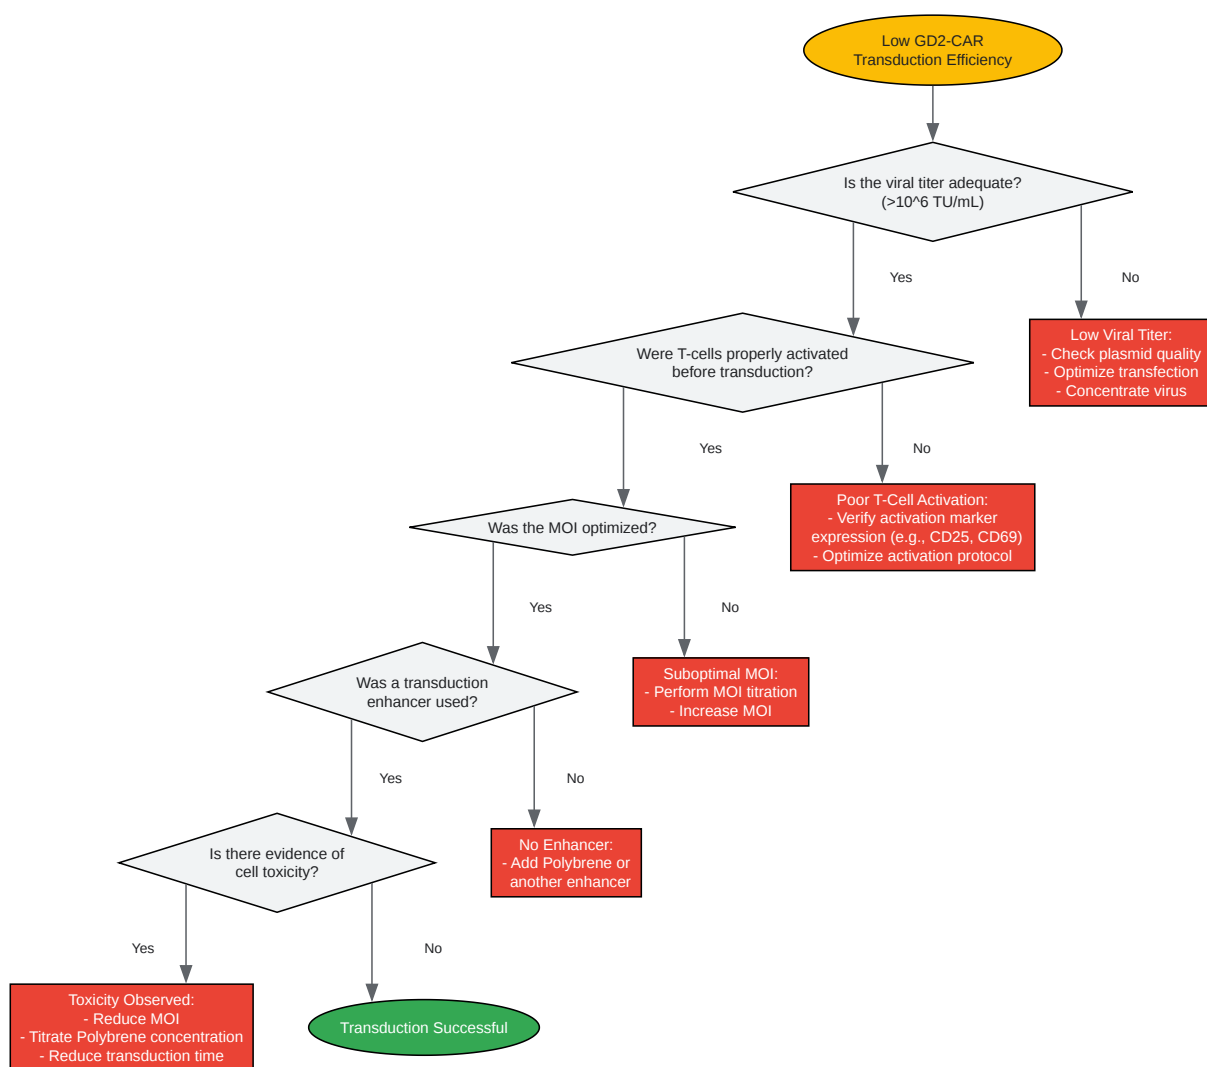 Low GD2-CAR
Transduction Efficiency
Is the viral titer adequate?
(>10^6 TU/mL)
Yes
No
Low Viral Titer:
- Check plasmid quality
- Optimize transfection
- Concentrate virus
Were T-cells properly activated
before transduction?
Yes
No
Poor T-Cell Activation:
- Verify activation marker
expression (e.g., CD25, CD69)
- Optimize activation protocol
Was the MOI optimized?
Yes
No
Suboptimal MOI:
- Perform MOI titration
- Increase MOI
Was a transduction
enhancer used?
Yes
No
No Enhancer:
- Add Polybrene or
another enhancer
Is there evidence of
cell toxicity?
Yes
No
Toxicity Observed:
- Reduce MOI
- Titrate Polybrene concentration
- Reduce transduction time
Transduction Successful